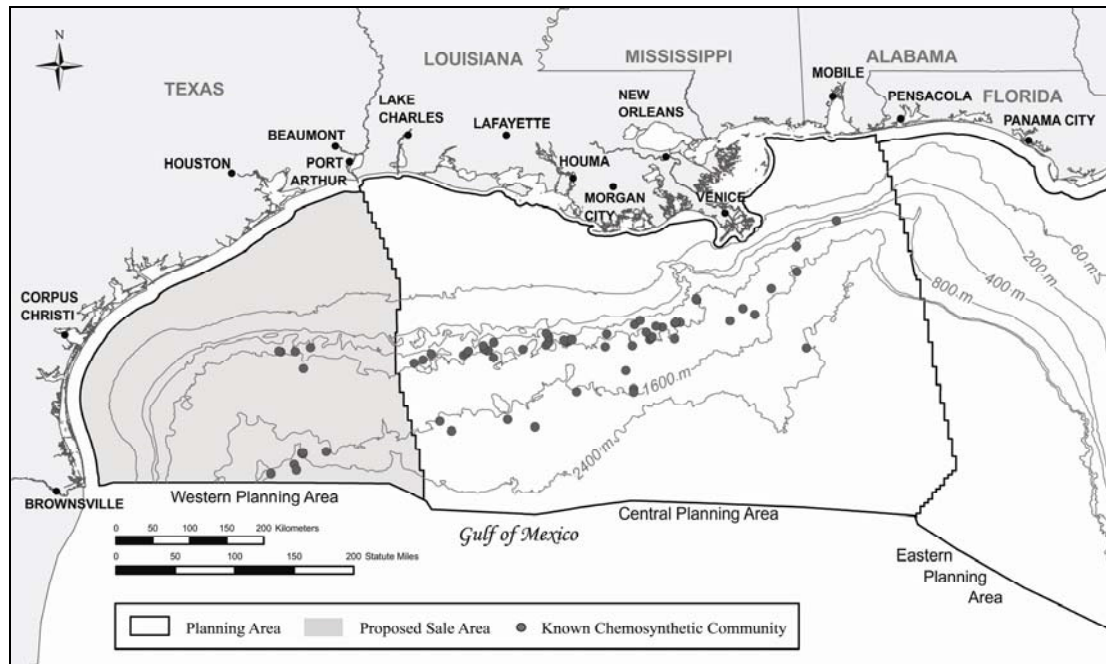 N
TEXAS
LOUISIANA
MISSISSIPPI
ALABAMA
FLORIDA
MOBILE
PENSACOLA
PANAMA CITY
NEW
ORLEANS
LAKE
CHARLES
LAFAYETTE
BEAUMONT
HOUSTON
PORT
ARTHUR
HOUMA
MORGAN
CITY
VENICE
CORPUS
CHRISTI
BROWNSVILLE
60 m
200 m
400 m
800 m
1600 m
2400 m
Western Planning Area
Central Planning Area
Eastern
Planning
Area
Gulf of Mexico
0 50 100 150 200 Kilometers
0 50 100 150 200 Statute Miles
Planning Area
Proposed Sale Area
Known Chemosynthetic Community